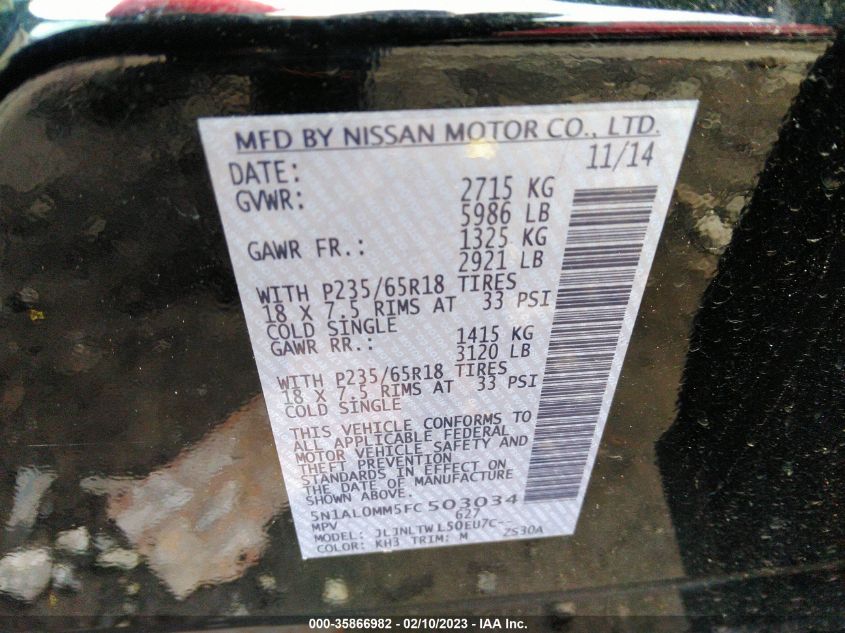 MFD BY NISSAN MOTOR CO., LTD.
DATE: 11/14
GVWR: 2715 KG
5986 LB
GAWR FR.: 1325 KG
2921 LB
WITH P235/65R18 TIRES
18 X 7.5 RIMS AT 33 PSI
COLD SINGLE
GAWR RR.: 1415 KG
3120 LB
WITH P235/65R18 TIRES
18 X 7.5 RIMS AT 33 PSI
COLD SINGLE
THIS VEHICLE CONFORMS TO
ALL APPLICABLE FEDERAL
MOTOR VEHICLE SAFETY AND
THEFT PREVENTION
STANDARDS IN EFFECT ON
THE DATE OF MANUFACTURE
SHOWN ABOVE.
5N1AL0MM5FC503034
MPV 627
MODEL: JLJNLTWL50EU7C--
COLOR: KH3 TRIM: M ZS30A
000-35866982 - 02/10/2023 - IAA Inc.